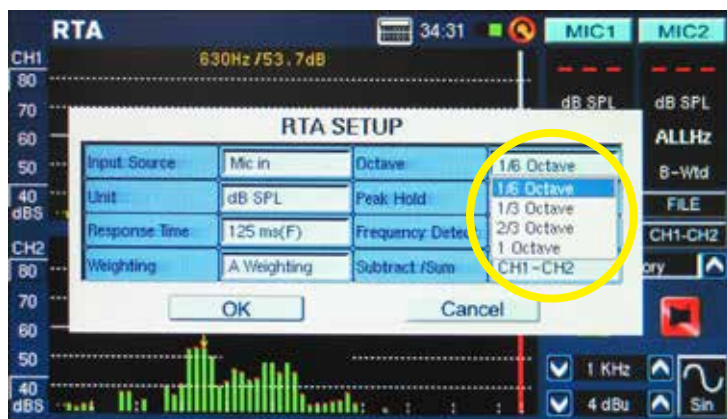 RTA 34:31 MIC1 MIC2
CH1 630Hz /53.7dB
80
70 dB SPL dB SPL
RTA SETUP
60 ALLHz
Input Source Mic in Octave 1/6 Octave
50 B-Wtd
1/6 Octave
40 Unit dB SPL Peak Hold 1/3 Octave FILE
dBS 2/3 Octave
Response Time 125 ms(F) Frequency 1 Octave CH1-CH2
CH2
80 Weighting A Weighting Subtract /Sum CH1-CH2
70 OK Cancel
60
50 1 KHz
40
dBS 4 dBu Sin